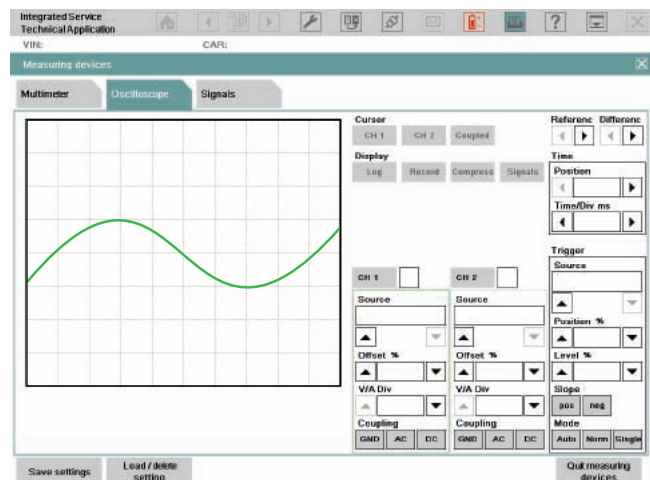 Integrated Service
Technical Application
?
VIN:
CAR:
Measuring devices
Multimeter
Oscilloscope
Signals
Cursor
CH 1 CH 2 Coupled
Display
Log Record Compress Signals
Referenc Differenc
Time
Position
Time/Div ms
Trigger
Source
Position %
Level %
Slope
pos neg
Mode
Auto Norm Single
CH 1
Source
Offset %
V/A Div
Coupling
GND AC DC
CH 2
Source
Offset %
V/A Div
Coupling
GND AC DC
Save settings
Load / delete
setting
Quit measuring
devices